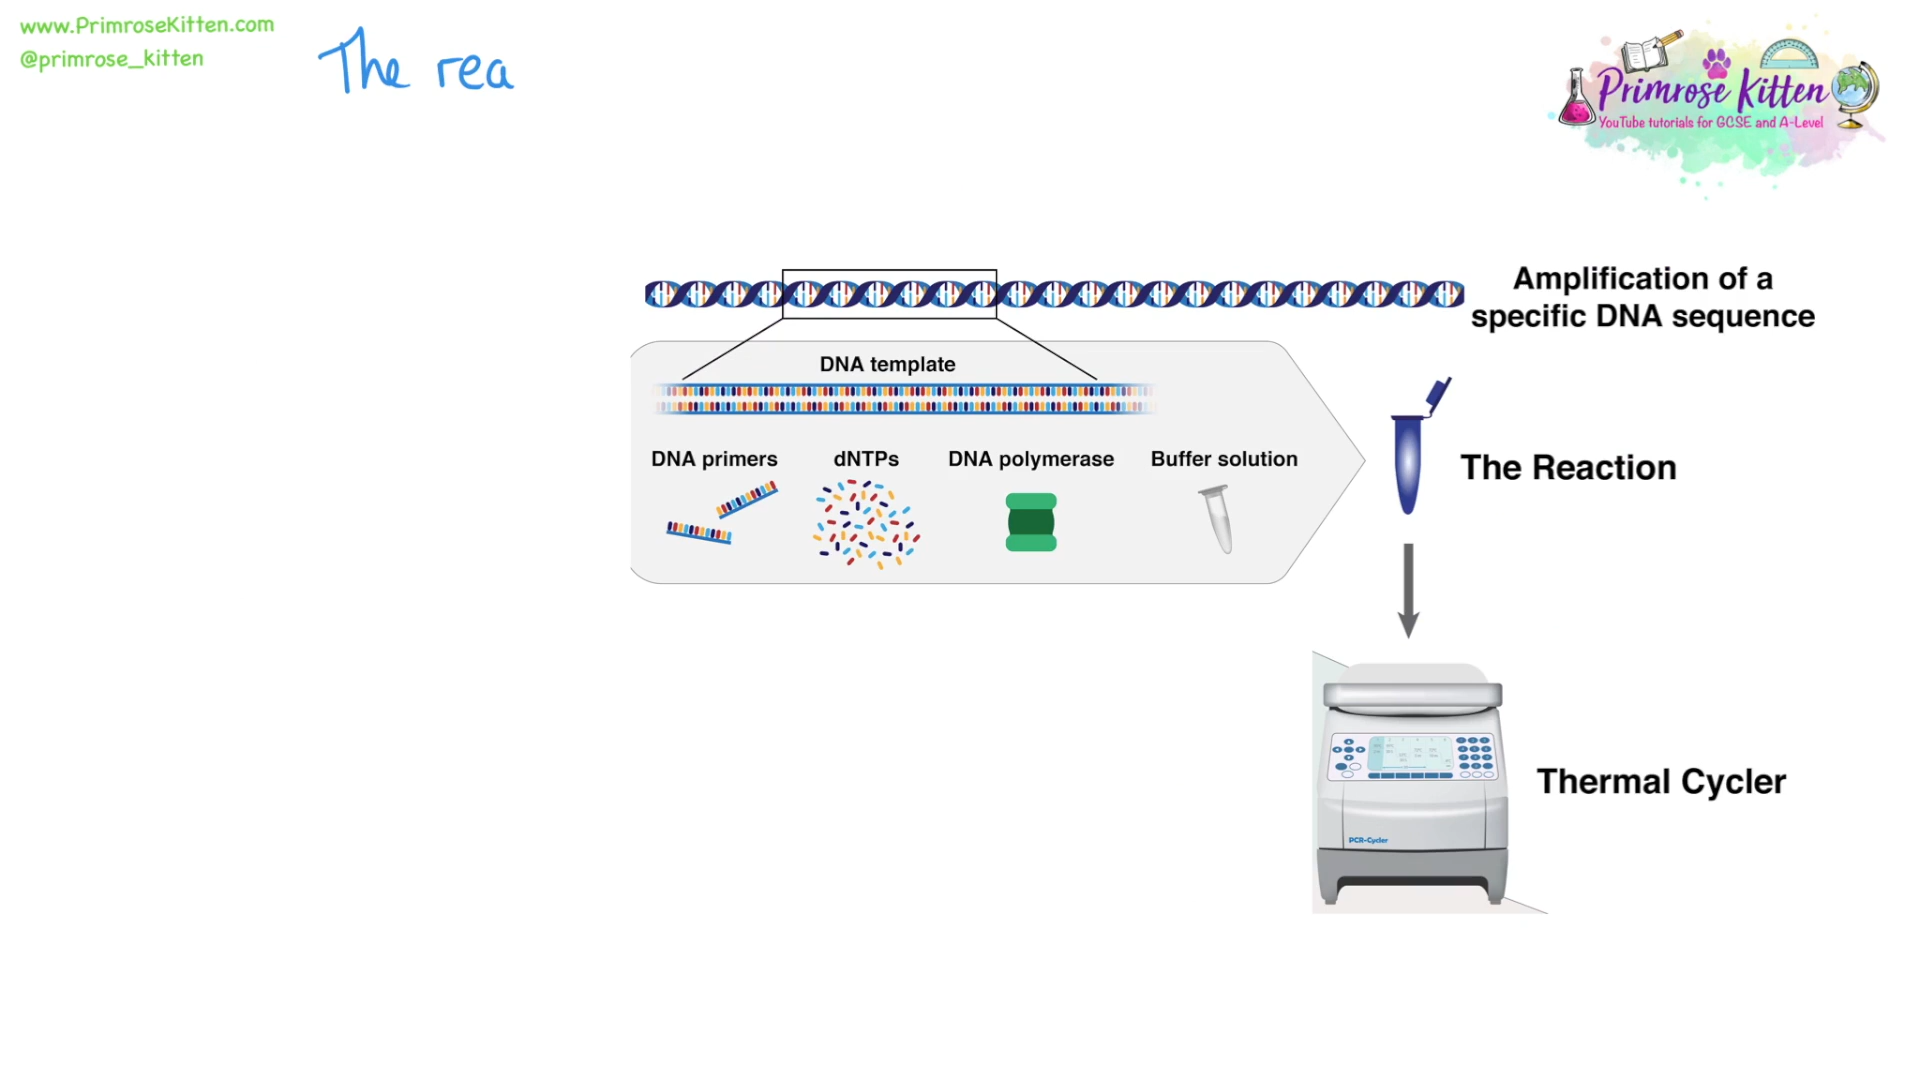 www.PrimroseKitten.com
@primrose_kitten
The rea
Primrose Kitten
YouTube tutorials for GCSE and A-Level
Amplification of a
specific DNA sequence
DNA template
DNA primers
dNTPs
DNA polymerase
Buffer solution
The Reaction
Thermal Cycler
PCR-Cycler